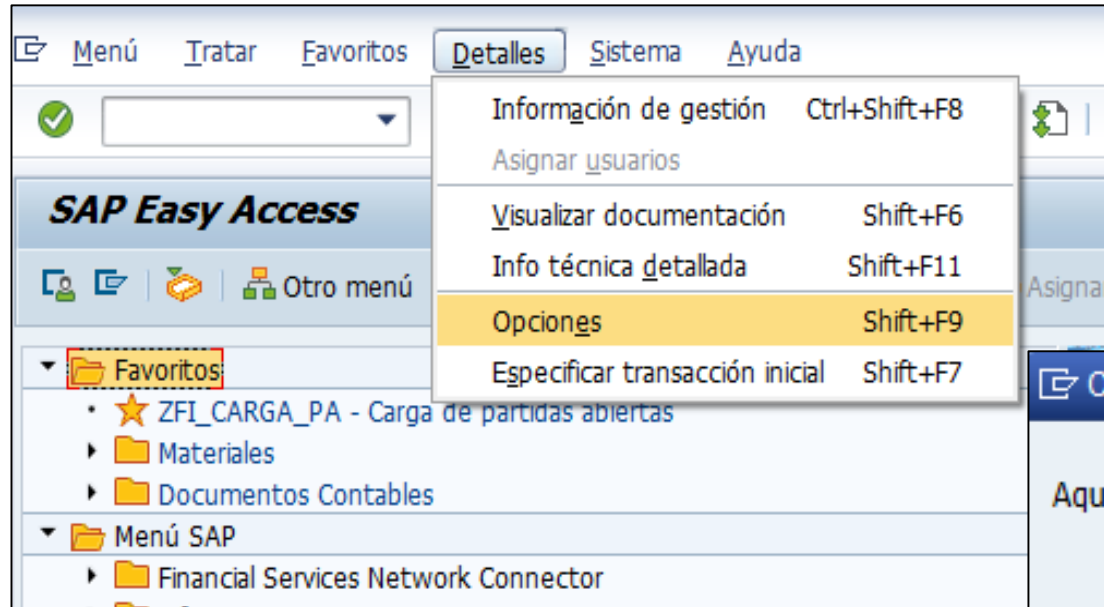 Menú Tratar Favoritos Detalles Sistema Ayuda
Información de gestión Ctrl+Shift+F8
Asignar usuarios
Visualizar documentación Shift+F6
Info técnica detallada Shift+F11
Opciones Shift+F9
Especificar transacción inicial Shift+F7
SAP Easy Access
Otro menú
Asigna
Favoritos
ZFI_CARGA_PA - Carga de partidas abiertas
Materiales
Documentos Contables
Menú SAP
Financial Services Network Connector
Aqu